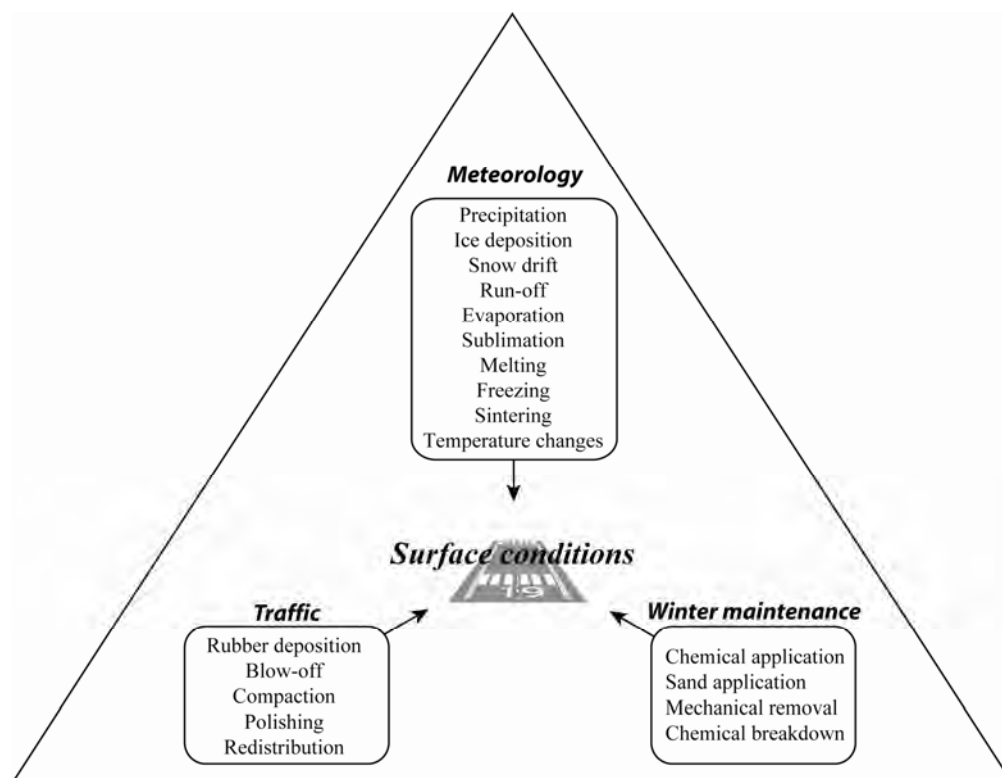 Meteorology
Precipitation
Ice deposition
Snow drift
Run-off
Evaporation
Sublimation
Melting
Freezing
Sintering
Temperature changes
Surface conditions
19
Traffic
Rubber deposition
Blow-off
Compaction
Polishing
Redistribution
Winter maintenance
Chemical application
Sand application
Mechanical removal
Chemical breakdown